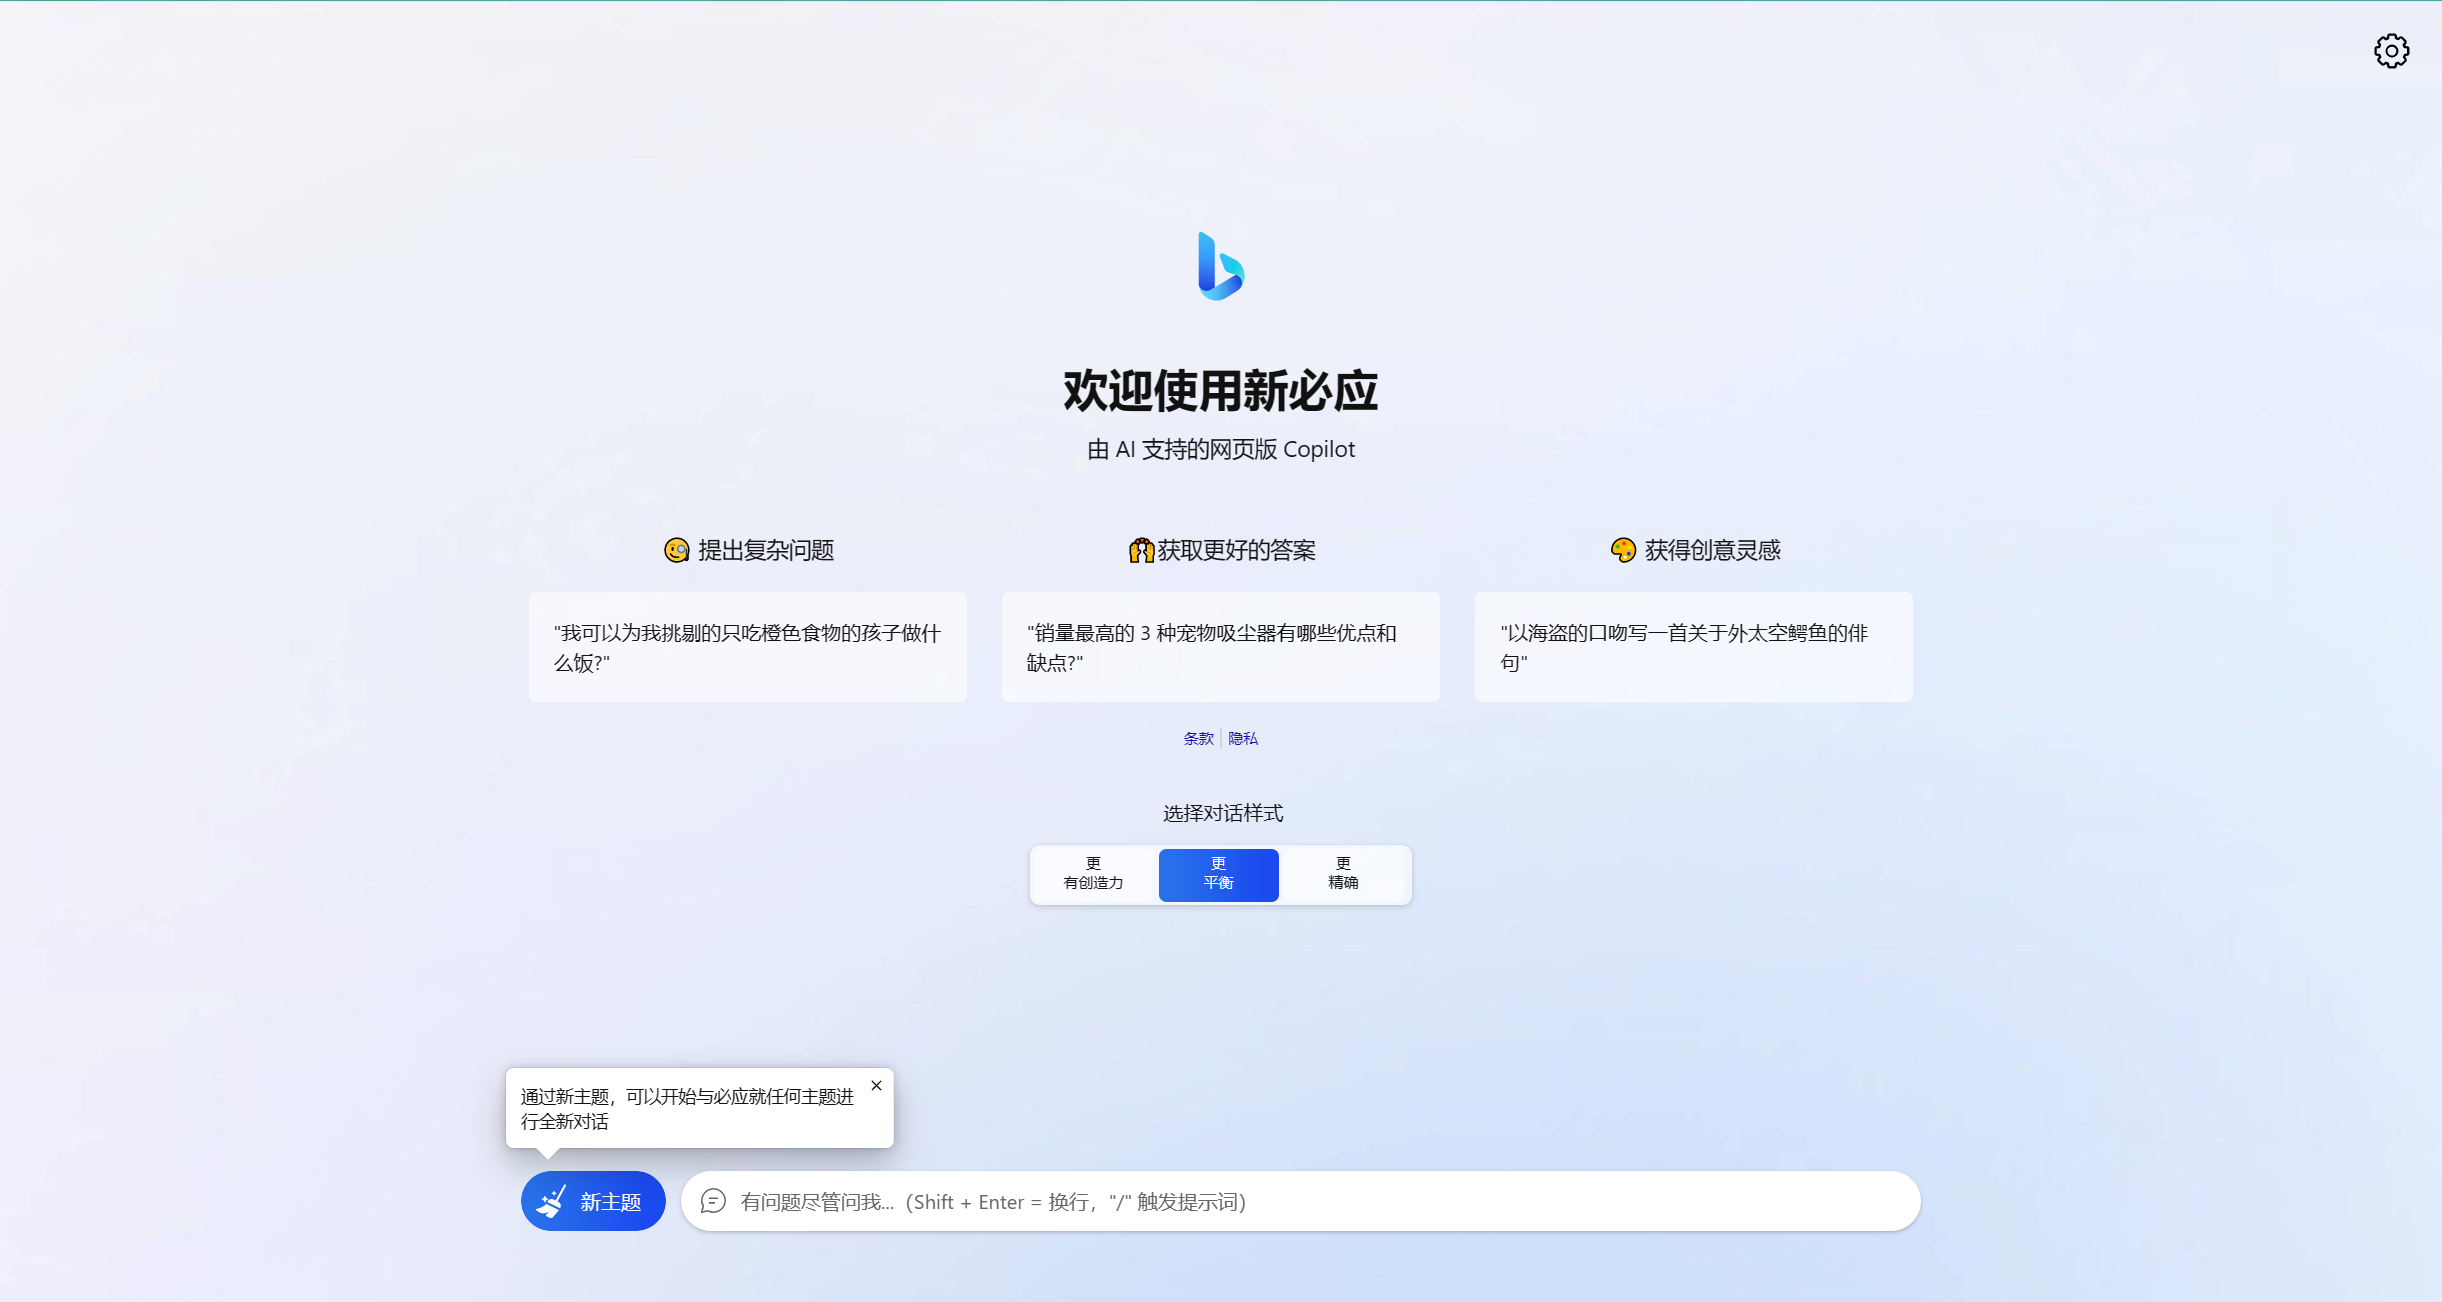 欢迎使用新必应
由 AI 支持的网页版 Copilot
提出复杂问题
"我可以为我挑剔的只吃橙色食物的孩子做什
么饭?"
获取更好的答案
"销量最高的 3 种宠物吸尘器有哪些优点和
缺点?"
获得创意灵感
"以海盗的口吻写一首关于外太空鳄鱼的俳
句"
条款 | 隐私
选择对话样式
更
有创造力
更
平衡
更
精确
通过新主题，可以开始与必应就任何主题进
行全新对话
新主题
有问题尽管问我... (Shift + Enter = 换行，"/" 触发提示词)